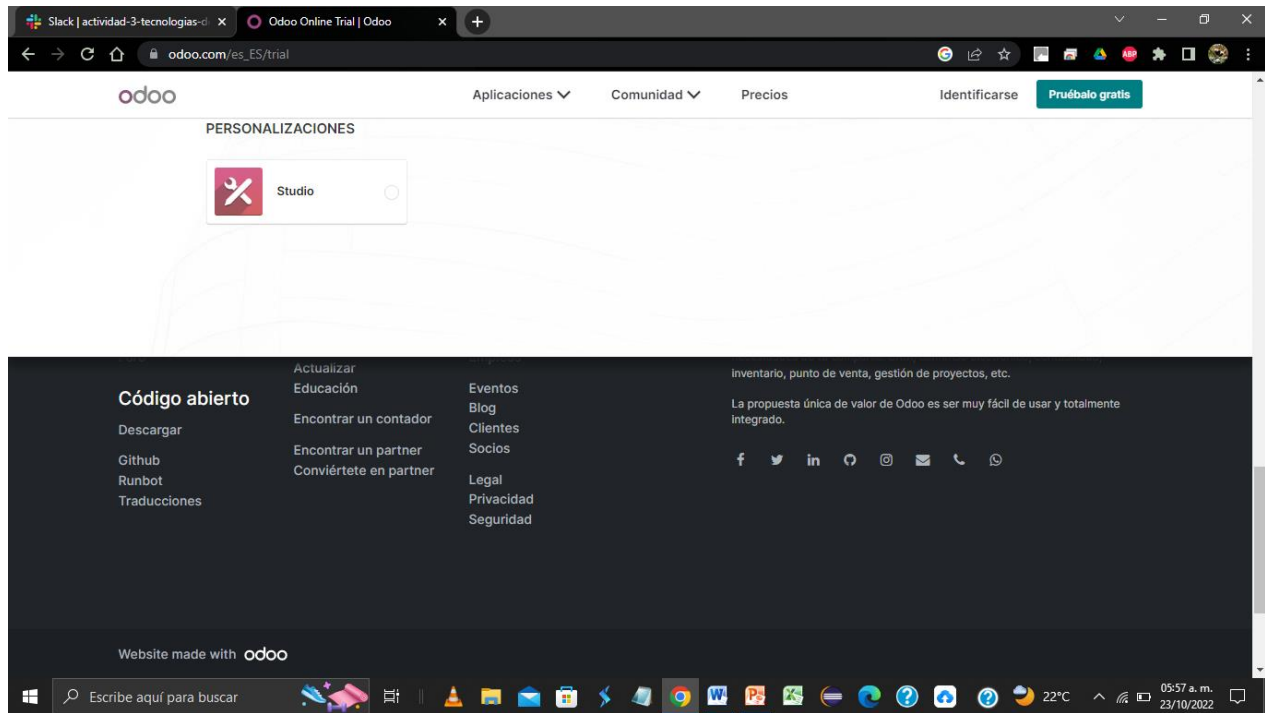 Slack | actividad-3-tecnologias-d
Odoo Online Trial | Odoo
odoo.com/es_ES/trial
ABP
odoo
Aplicaciones
Comunidad
Precios
Identificarse
Pruébalo gratis
PERSONALIZACIONES
Studio
Código abierto
Descargar
Github
Runbot
Traducciones
Actualizar
Educación
Encontrar un contador
Encontrar un partner
Conviértete en partner
Eventos
Blog
Clientes
Socios
Legal
Privacidad
Seguridad
inventario, punto de venta, gestión de proyectos, etc.
La propuesta única de valor de Odoo es ser muy fácil de usar y totalmente
integrado.
Website made with odoo
Escribe aquí para buscar
22°C
05:57 a. m.
23/10/2022